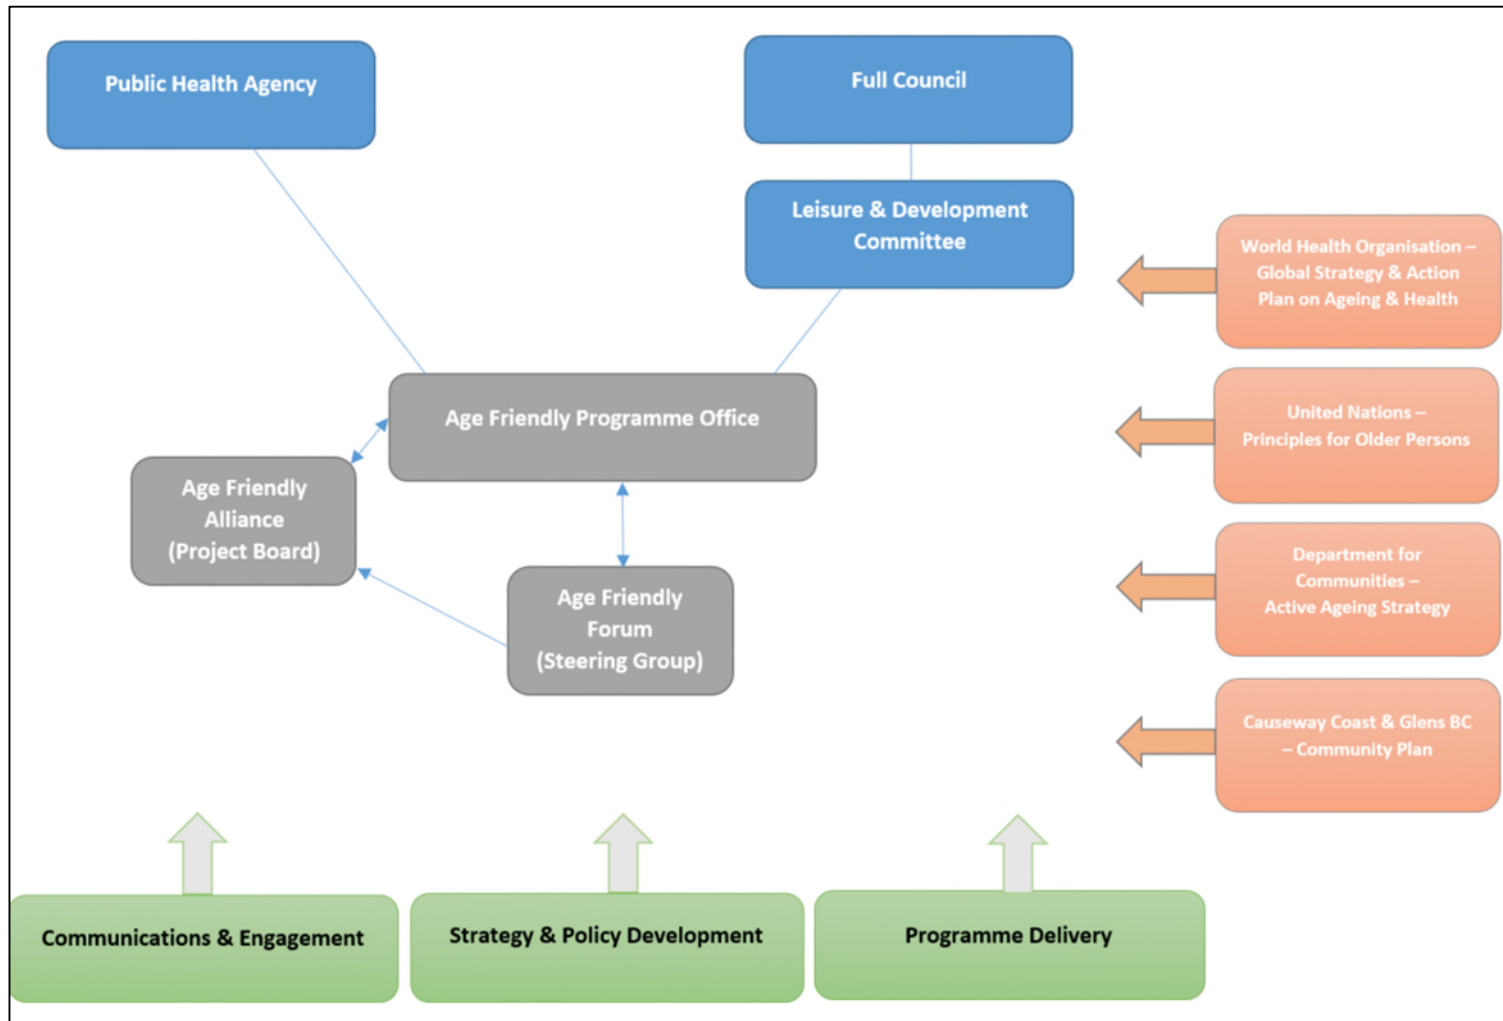 Public Health Agency
Full Council
Leisure & Development
Committee
World Health Organisation –
Global Strategy & Action
Plan on Ageing & Health
United Nations –
Principles for Older Persons
Age Friendly Programme Office
Age Friendly
Alliance
(Project Board)
Age Friendly
Forum
(Steering Group)
Department for
Communities –
Active Ageing Strategy
Causeway Coast & Glens BC
– Community Plan
Communications & Engagement
Strategy & Policy Development
Programme Delivery